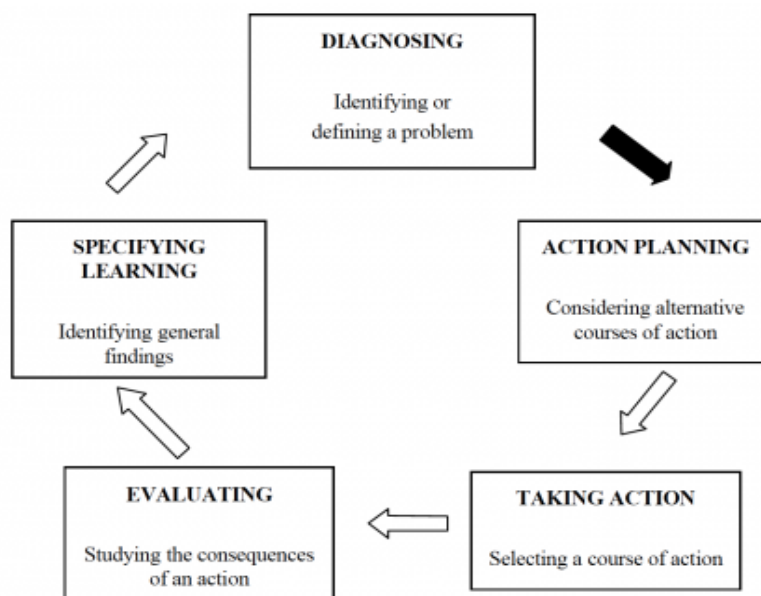 DIAGNOSING
Identifying or
defining a problem
ACTION PLANNING
Considering alternative
courses of action
TAKING ACTION
Selecting a course of action
EVALUATING
Studying the consequences
of an action
SPECIFYING
LEARNING
Identifying general
findings